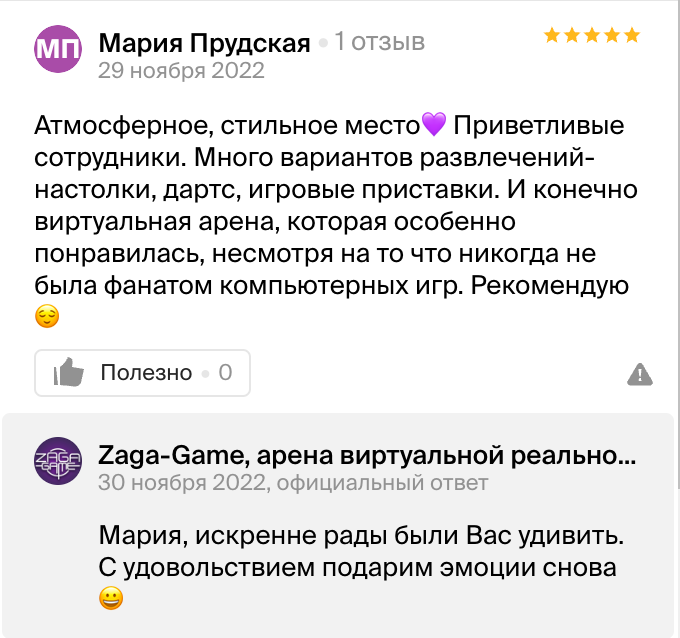 МП
Мария Прудская • 1 отзыв
29 ноября 2022
Атмосферное, стильное место💜 Приветливые
сотрудники. Много вариантов развлечений-
настолки, дартс, игровые приставки. И конечно
виртуальная арена, которая особенно
понравилась, несмотря на то что никогда не
была фанатом компьютерных игр. Рекомендую
😌
Полезно • 0
ZAGA
GAME
Zaga-Game, арена виртуальной реально...
30 ноября 2022, официальный ответ
Мария, искренне рады были Вас удивить.
С удовольствием подарим эмоции снова
😀